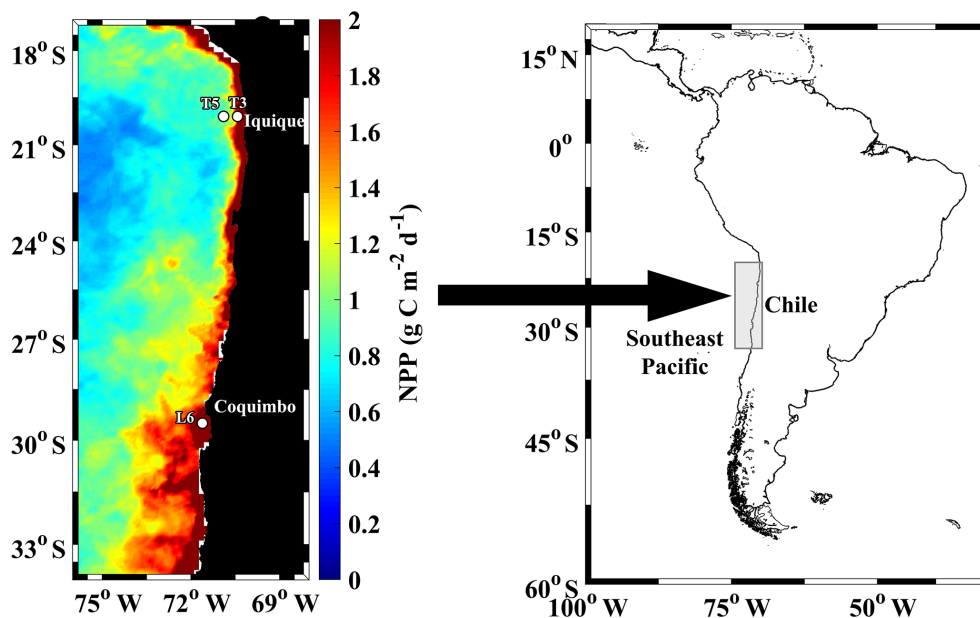 18° S
21° S
24° S
27° S
30° S
33° S
75° W
72° W
69° W
T5
T3
Iquique
L6
Coquimbo
2
1.8
1.6
1.4
1.2
1
0.8
0.6
0.4
0.2
0
NPP (g C m⁻² d⁻¹)
15° N
0°
15° S
30° S
45° S
60° S
100° W
75° W
50° W
Chile
Southeast
Pacific